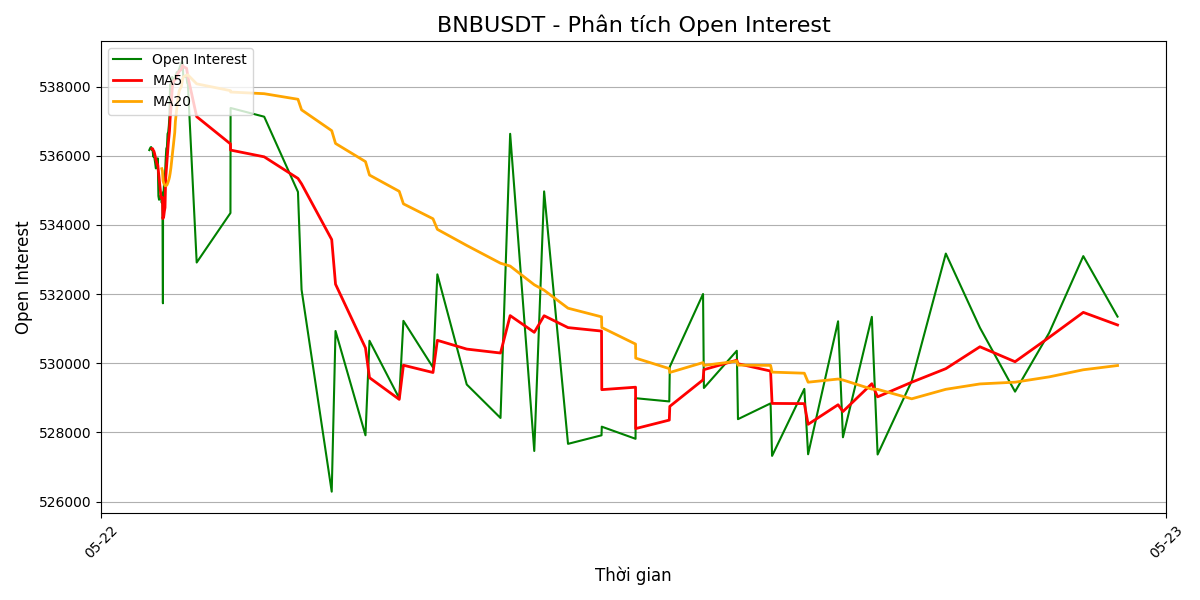 BNBUSDT - Phân tích Open Interest
Open Interest
MA5
MA20
538000
536000
534000
532000
530000
528000
526000
Open Interest
05-22
05-23
Thời gian